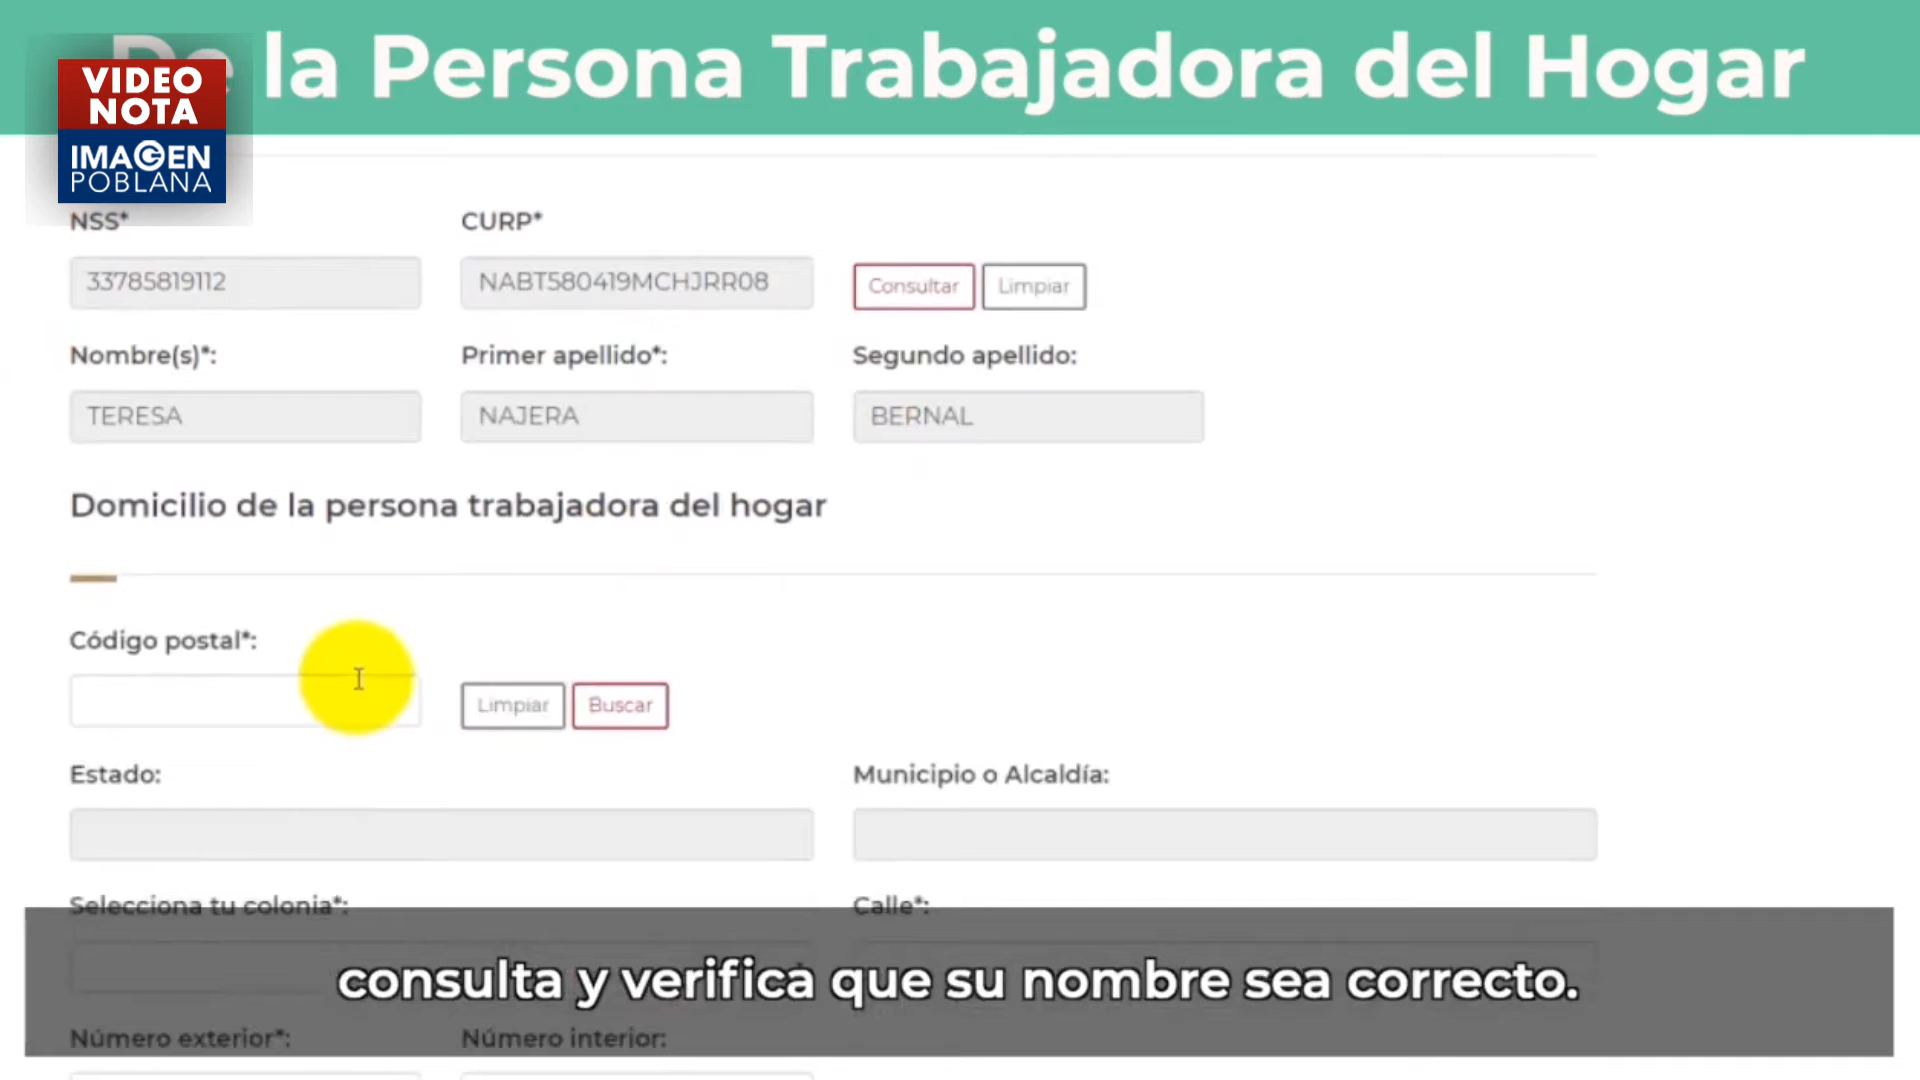 De la Persona Trabajadora del Hogar
VIDEO
NOTA
IMAGEN
POBLANA
NSS*
CURP*
33785819112
NABT580419MCHJRR08
Consultar
Limpiar
Nombre(s)*:
Primer apellido*:
Segundo apellido:
TERESA
NAJERA
BERNAL
Domicilio de la persona trabajadora del hogar
Código postal*:
Limpiar
Buscar
Estado:
Municipio o Alcaldía:
Selecciona tu colonia*:
Calle*:
consulta y verifica que su nombre sea correcto.
Número exterior*:
Número interior: